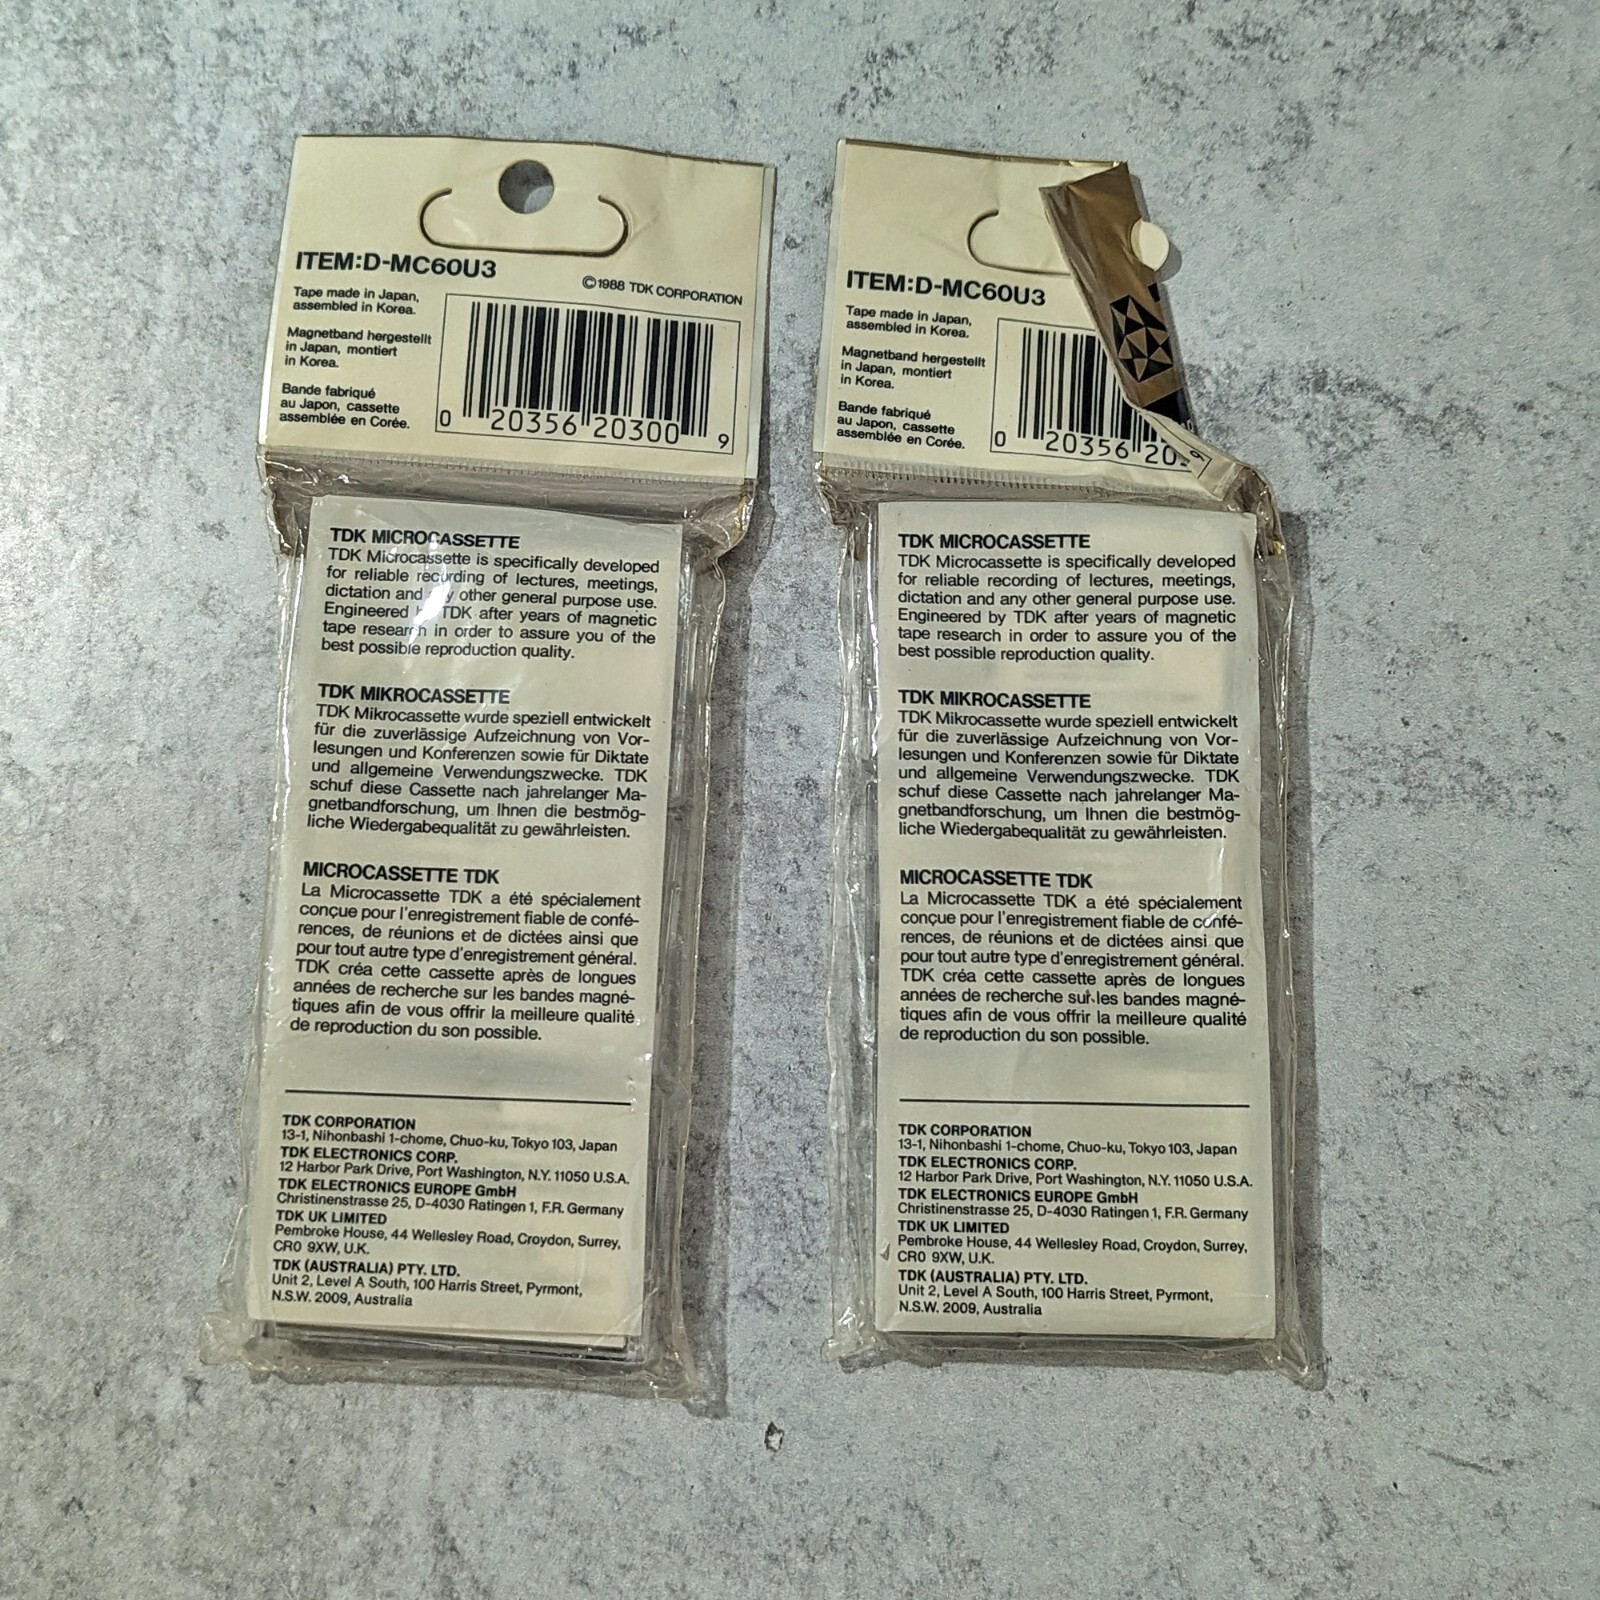 ITEM:D-MC60U3
©1988 TDK CORPORATION
Tape made in Japan,
assembled in Korea.
Magnetband hergestellt
in Japan, montiert
in Korea.
Bande fabriqué
au Japon, cassette
assemblée en Corée.
0 20356 20300 9
TDK MICROCASSETTE
TDK Microcassette is specifically developed
for reliable recording of lectures, meetings,
dictation and any other general purpose use.
Engineered by TDK after years of magnetic
tape research in order to assure you of the
best possible reproduction quality.
TDK MIKROCASSETTE
TDK Mikrocassette wurde speziell entwickelt
für die zuverlässige Aufzeichnung von Vor-
lesungen und Konferenzen sowie für Diktate
und allgemeine Verwendungszwecke. TDK
schuf diese Cassette nach jahrelanger Ma-
gnetbandforschung, um Ihnen die bestmög-
liche Wiedergabequalität zu gewährleisten.
MICROCASSETTE TDK
La Microcassette TDK a été spécialement
conçue pour l'enregistrement fiable de confé-
rences, de réunions et de dictées ainsi que
pour tout autre type d'enregistrement général.
TDK créa cette cassette après de longues
années de recherche sur les bandes magné-
tiques afin de vous offrir la meilleure qualité
de reproduction du son possible.
TDK CORPORATION
13-1, Nihonbashi 1-chome, Chuo-ku, Tokyo 103, Japan
TDK ELECTRONICS CORP.
12 Harbor Park Drive, Port Washington, N.Y. 11050 U.S.A.
TDK ELECTRONICS EUROPE GmbH
Christinenstrasse 25, D-4030 Ratingen 1, F.R. Germany
TDK UK LIMITED
Pembroke House, 44 Wellesley Road, Croydon, Surrey,
CR0 9XW, U.K.
TDK (AUSTRALIA) PTY. LTD.
Unit 2, Level A South, 100 Harris Street, Pyrmont,
N.S.W. 2009, Australia
ITEM:D-MC60U3
Tape made in Japan,
assembled in Korea.
Magnetband hergestellt
in Japan, montiert
in Korea.
Bande fabriqué
au Japon, cassette
assemblée en Corée.
0 20356 20 9
TDK MICROCASSETTE
TDK Microcassette is specifically developed
for reliable recording of lectures, meetings,
dictation and any other general purpose use.
Engineered by TDK after years of magnetic
tape research in order to assure you of the
best possible reproduction quality.
TDK MIKROCASSETTE
TDK Mikrocassette wurde speziell entwickelt
für die zuverlässige Aufzeichnung von Vor-
lesungen und Konferenzen sowie für Diktate
und allgemeine Verwendungszwecke. TDK
schuf diese Cassette nach jahrelanger Ma-
gnetbandforschung, um Ihnen die bestmög-
liche Wiedergabequalität zu gewährleisten.
MICROCASSETTE TDK
La Microcassette TDK a été spécialement
conçue pour l'enregistrement fiable de confé-
rences, de réunions et de dictées ainsi que
pour tout autre type d'enregistrement général.
TDK créa cette cassette après de longues
années de recherche sur les bandes magné-
tiques afin de vous offrir la meilleure qualité
de reproduction du son possible.
TDK CORPORATION
13-1, Nihonbashi 1-chome, Chuo-ku, Tokyo 103, Japan
TDK ELECTRONICS CORP.
12 Harbor Park Drive, Port Washington, N.Y. 11050 U.S.A.
TDK ELECTRONICS EUROPE GmbH
Christinenstrasse 25, D-4030 Ratingen 1, F.R. Germany
TDK UK LIMITED
Pembroke House, 44 Wellesley Road, Croydon, Surrey,
CR0 9XW, U.K.
TDK (AUSTRALIA) PTY. LTD.
Unit 2, Level A South, 100 Harris Street, Pyrmont,
N.S.W. 2009, Australia